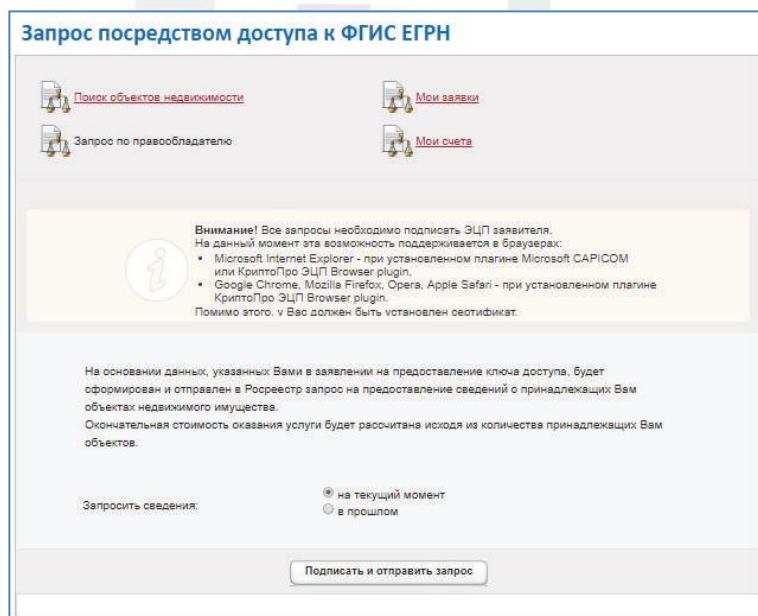 Запрос посредством доступа к ФГИС ЕГРН
Поиск объектов недвижимости
Мои заявки
Запрос по правообладателю
Мои счета
Внимание! Все запросы необходимо подписать ЭЦП заявителя.
На данный момент эта возможность поддерживается в браузерах:
• Microsoft Internet Explorer - при установленном плагине Microsoft CAPICOM
или КриптоПро ЭЦП Browser plugin,
• Google Chrome, Mozilla Firefox, Opera, Apple Safari - при установленном плагине
КриптоПро ЭЦП Browser plugin.
Помимо этого, у Вас должен быть установлен сертификат.
На основании данных, указанных Вами в заявлении на предоставление ключа доступа, будет
сформирован и отправлен в Росреестр запрос на предоставление сведений о принадлежащих Вам
объектах недвижимого имущества.
Окончательная стоимость оказания услуги будет рассчитана исходя из количества принадлежащих Вам
объектов.
Запросить сведения:
на текущий момент
в прошлом
Подписать и отправить запрос